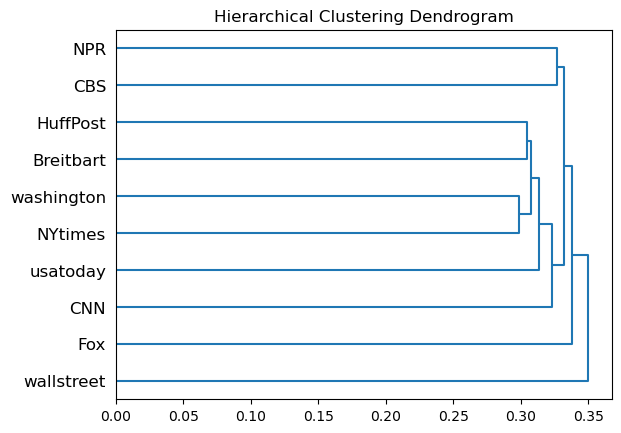 Hierarchical Clustering Dendrogram
NPR
CBS
HuffPost
Breitbart
washington
NYtimes
usatoday
CNN
Fox
wallstreet
0.00 0.05 0.10 0.15 0.20 0.25 0.30 0.35